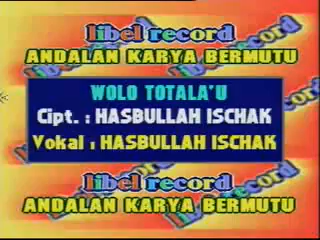 libel record
ANDALAN KARYA BERMUTU
WOLO TOTALA'U
Cipt. : HASBULLAH ISCHAK
Vokal : HASBULLAH ISCHAK
libel record
ANDALAN KARYA BERMUTU